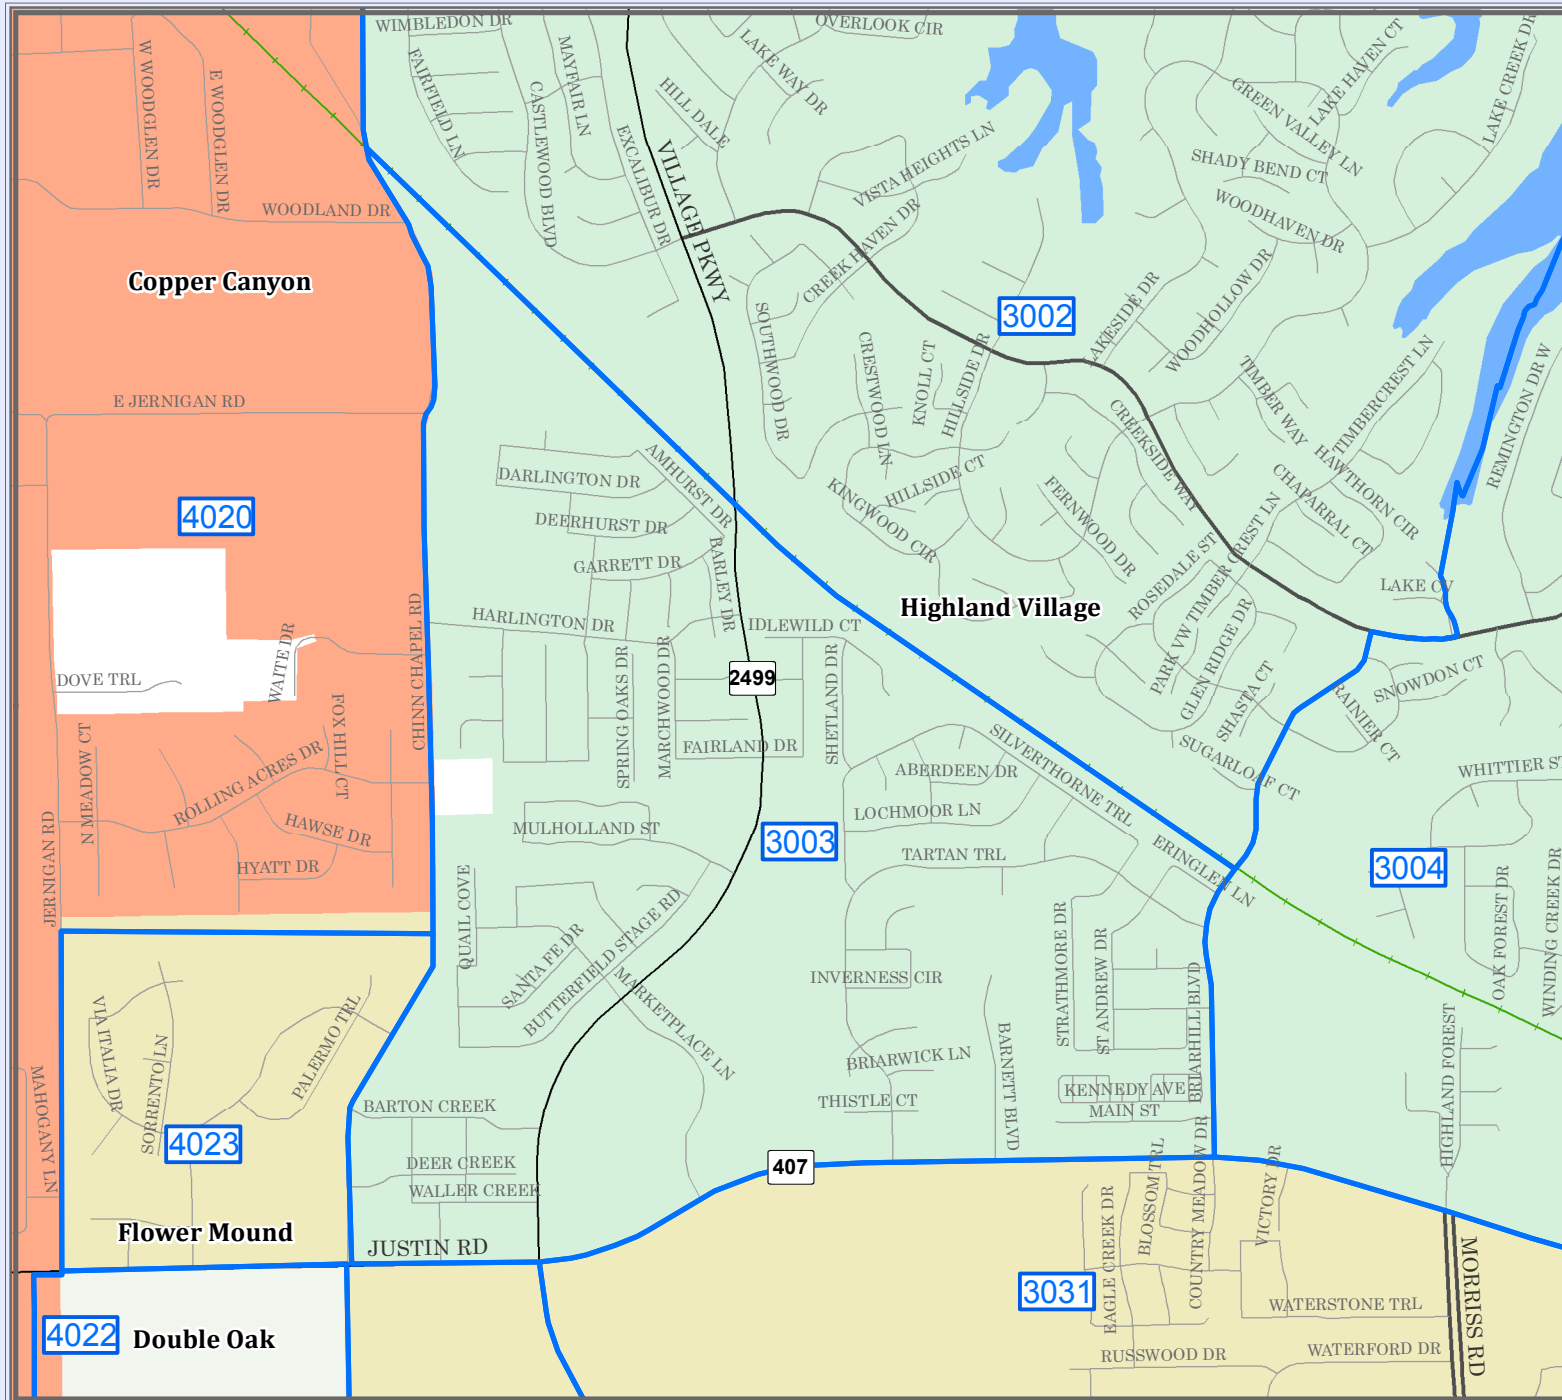 WIMBLEDON DR
OVERLOOK CIR
W WOODGLEN DR
E WOODGLEN DR
FAIRFIELD LN
CASTLEWOOD BLVD
MAYFAIR LN
EXCALIBUR DR
HILL DALE
LAKE WAY DR
VILLAGE PKWY
VISTA HEIGHTS LN
CREEK HAVEN DR
GREEN VALLEY LN
LAKE HAVEN CT
LAKE CREEK DR
SHADY BEND CT
WOODHAVEN DR
WOODLAND DR
Copper Canyon
3002
LAKESIDE DR
WOODHOLLOW DR
SOUTHWOOD DR
CRESTWOOD LN
KNOLL CT
HILLSIDE DR
TIMBER WAY
TIMBERCREST LN
REMINGTON DR W
E JERNIGAN RD
CREEKSIDE WAY
HAWTHORN CIR
CHAPARRAL CT
AMHURST DR
DARLINGTON DR
DEERHURST DR
GARRETT DR
BARLEY DR
KINGWOOD CIR
HILLSIDE CT
FERNWOOD DR
4020
ROSEDALE ST
PARK VW
TIMBER CREST LN
GLEN RIDGE DR
SHASTA CT
LAKE CV
Highland Village
HARLINGTON DR
IDLEWILD CT
CHINN CHAPEL RD
2499
DOVE TRL
WAITE DR
FOX HILL CT
SPRING OAKS DR
MARCHWOOD DR
SHETLAND DR
FAIRLAND DR
SNOWDON CT
RAINIER CT
SUGARLOAF CT
SILVERTHORNE TRL
ABERDEEN DR
WHITTIER ST
N MEADOW CT
ROLLING ACRES DR
HAWSE DR
HYATT DR
JERNIGAN RD
MULHOLLAND ST
3003
LOCHMOOR LN
TARTAN TRL
ERINGLEN LN
3004
QUAIL COVE
SANTA FE DR
BUTTERFIELD STAGE RD
MARKETPLACE LN
STRATHMORE DR
ST ANDREW DR
BRIARHILL BLVD
OAK FOREST DR
WINDING CREEK DR
INVERNESS CIR
VIA ITALIA DR
SORRENTO LN
PALERMO TRL
BRIARWICK LN
BARNETT BLVD
HIGHLAND FOREST
MAHOGANY LN
BARTON CREEK
THISTLE CT
KENNEDY AVE
MAIN ST
4023
DEER CREEK
WALLER CREEK
407
BLOSSOM TRL
COUNTRY MEADOW DR
VICTORY DR
EAGLE CREEK DR
Flower Mound
JUSTIN RD
MORRISS RD
3031
WATERSTONE TRL
4022
Double Oak
RUSSWOOD DR
WATERFORD DR